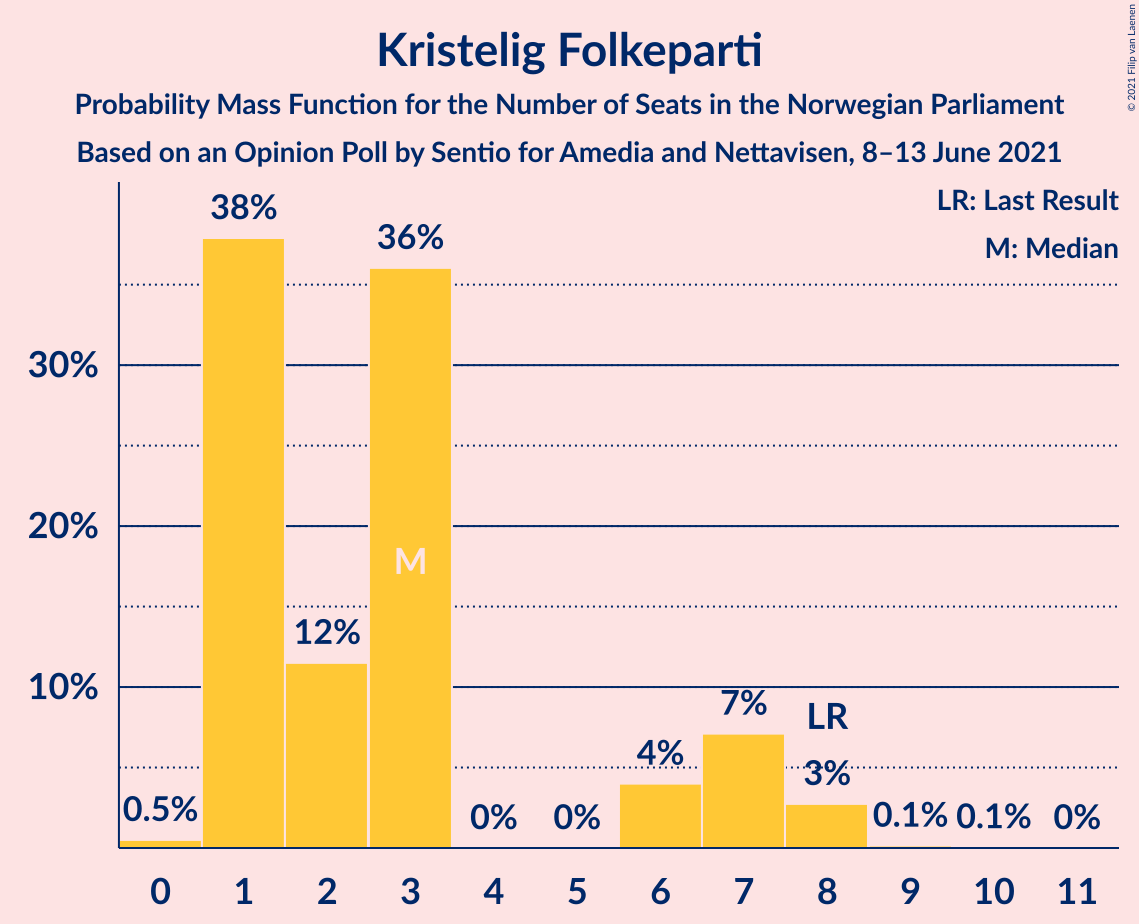 Kristelig Folkeparti
Probability Mass Function for the Number of Seats in the Norwegian Parliament
Based on an Opinion Poll by Sentio for Amedia and Nettavisen, 8–13 June 2021
© 2021 Filip van Laenen
LR: Last Result
M: Median
38%
36%
30%
20%
M
12%
10%
7%
LR
4%
3%
0.5%
0%
0%
0.1%
0.1%
0%
0 1 2 3 4 5 6 7 8 9 10 11